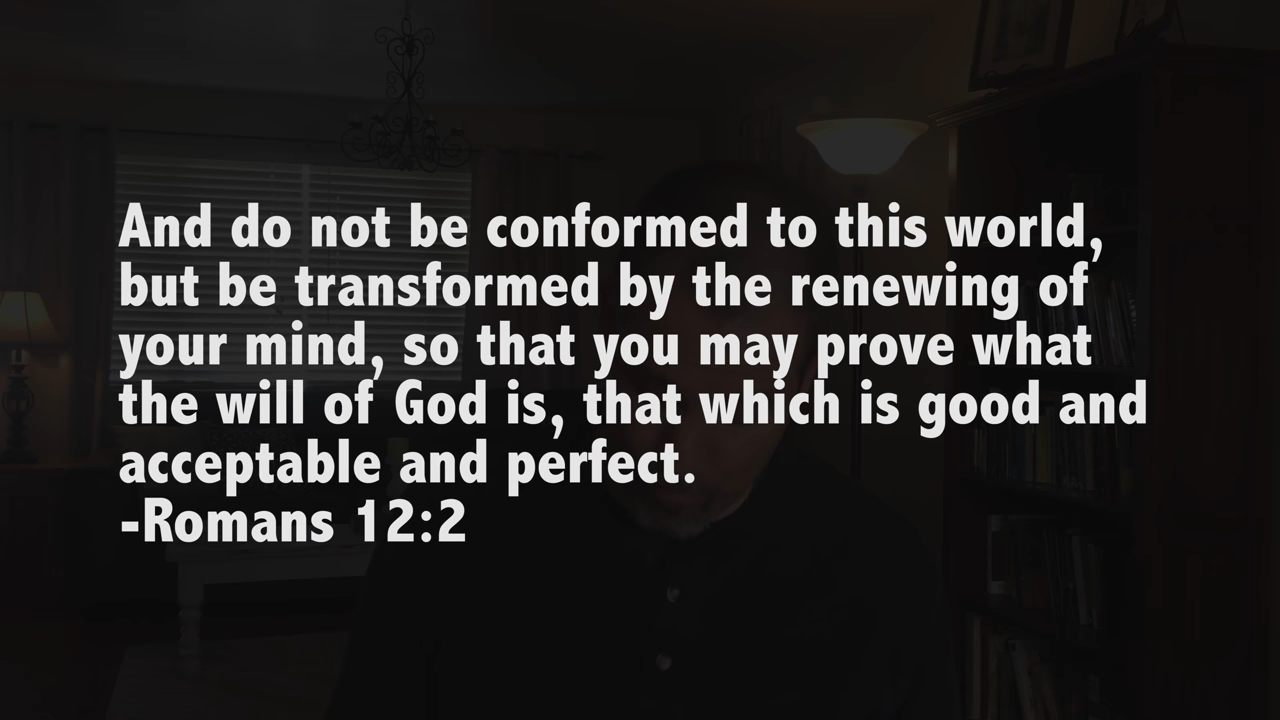 And do not be conformed to this world,
but be transformed by the renewing of
your mind, so that you may prove what
the will of God is, that which is good and
acceptable and perfect.
-Romans 12:2